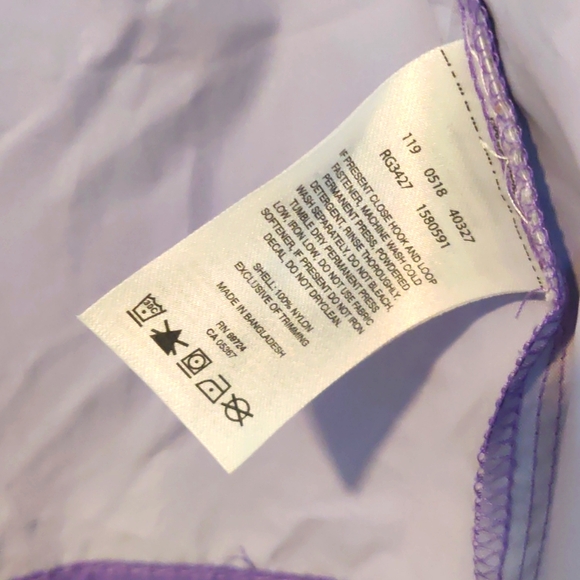 119 0518 40327
RG3427 1580591
IF PRESENT CLOSE HOOK AND LOOP
FASTENER, MACHINE WASH COLD
PERMANENT PRESS, POWDERED
DETERGENT, RINSE THOROUGHLY.
WASH SEPARATELY, DO NOT BLEACH,
TUMBLE DRY PERMANENT PRESS
LOW, IRON LOW, DO NOT USE FABRIC
SOFTENER, IF PRESENT DO NOT IRON
DECAL, DO NOT DRYCLEAN.
SHELL: 100% NYLON
EXCLUSIVE OF TRIMMING
MADE IN BANGLADESH
RN 99724
CA 05367